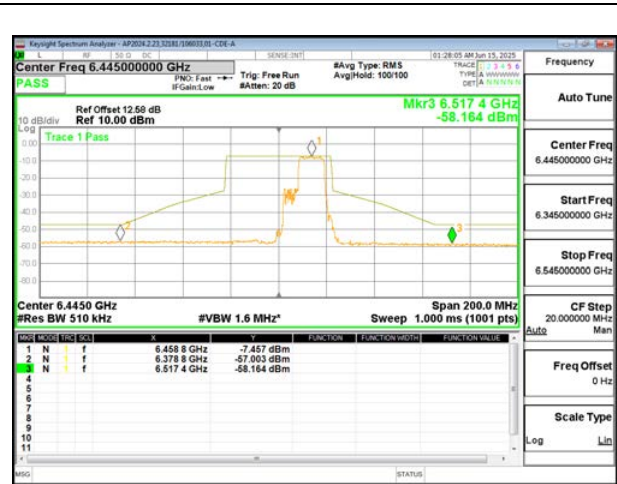 Keysight Spectrum Analyzer - AP2024.2.23,32181/106033,01-CDE-A
L RF 50 Ω DC SENSE:INT 01:28:05 AM Jun 15, 2025
Center Freq 6.445000000 GHz #Avg Type: RMS TRACE 1 2 3 4 5 6
PASS PNO: Fast Trig: Free Run Avg|Hold: 100/100 TYPE A WWWWW
IFGain:Low #Atten: 20 dB DET A N N N N N
Mkr3 6.517 4 GHz
-58.164 dBm
Ref Offset 12.58 dB
10 dB/div Ref 10.00 dBm
Log
Trace 1 Pass
0.00
-10.0
-20.0
-30.0
-40.0
-50.0
-60.0
-70.0
-80.0
1
2
3
Center 6.4450 GHz Span 200.0 MHz
#Res BW 510 kHz #VBW 1.6 MHz* Sweep 1.000 ms (1001 pts)
MKR MODE TRC SCL X Y FUNCTION FUNCTION WIDTH FUNCTION VALUE
1 N 1 f 6.458 8 GHz -7.457 dBm
2 N 1 f 6.378 8 GHz -57.003 dBm
3 N 1 f 6.517 4 GHz -58.164 dBm
4
5
6
7
8
9
10
11
MSG STATUS
Frequency
Auto Tune
Center Freq
6.445000000 GHz
Start Freq
6.345000000 GHz
Stop Freq
6.545000000 GHz
CF Step
20.000000 MHz
Auto Man
Freq Offset
0 Hz
Scale Type
Log Lin